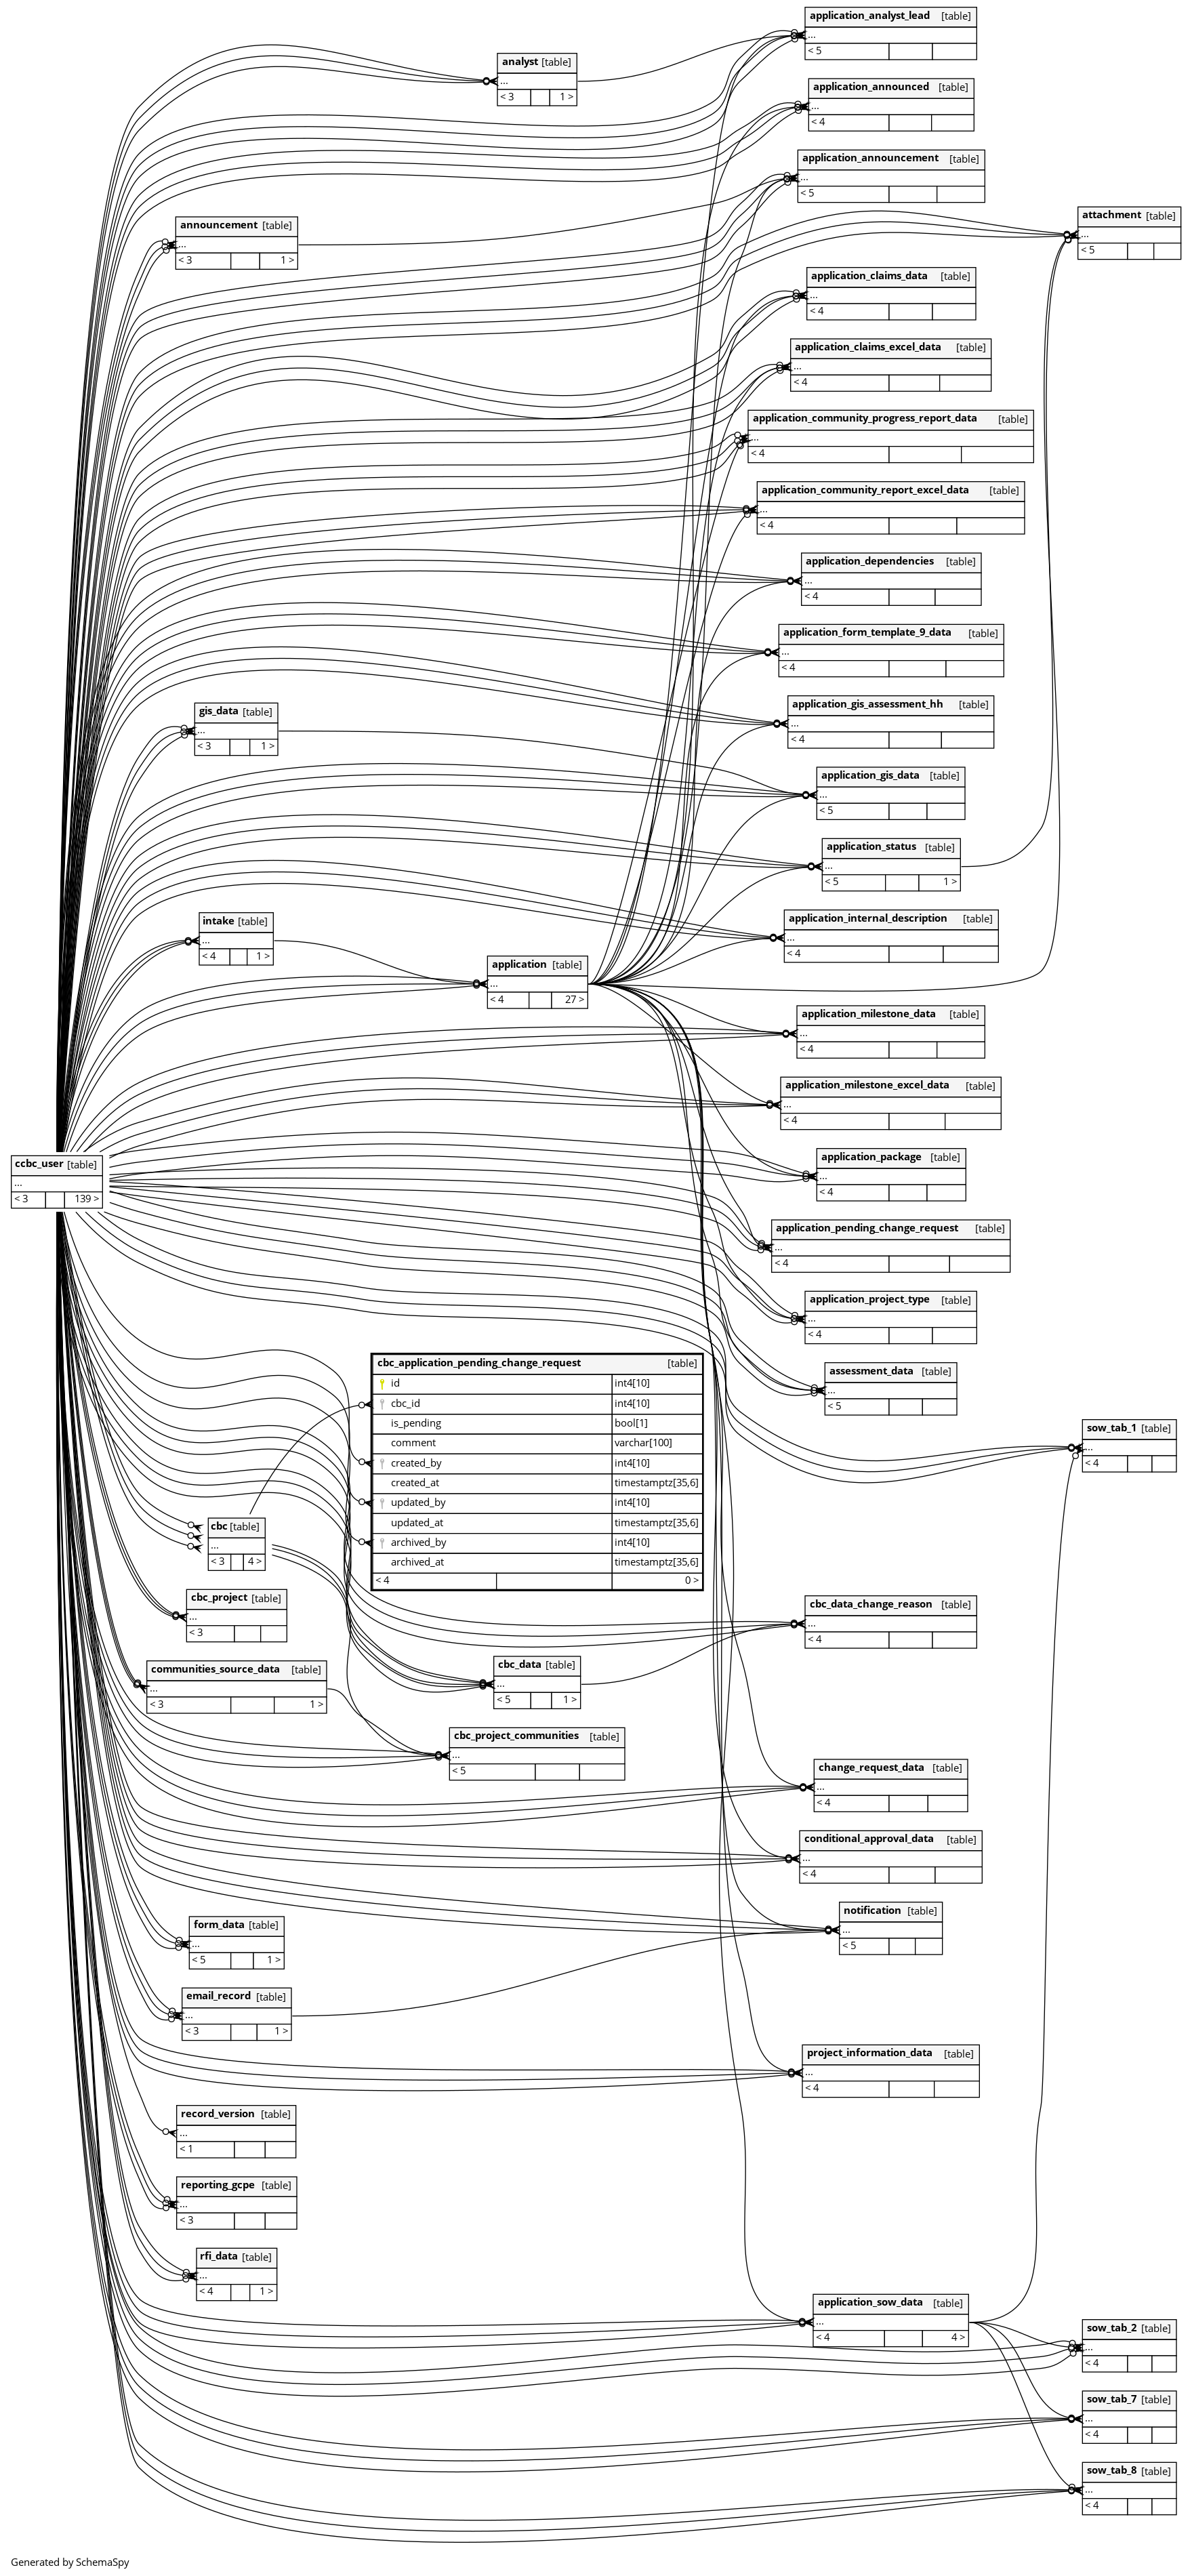 application_analyst_lead [table]
...
< 5
analyst [table]
...
< 3 1 >
application_announced [table]
...
< 4
application_announcement [table]
...
< 5
attachment [table]
...
< 5
announcement [table]
...
< 3 1 >
application_claims_data [table]
...
< 4
application_claims_excel_data [table]
...
< 4
application_community_progress_report_data [table]
...
< 4
application_community_report_excel_data [table]
...
< 4
application_dependencies [table]
...
< 4
application_form_template_9_data [table]
...
< 4
application_gis_assessment_hh [table]
...
< 4
gis_data [table]
...
< 3 1 >
application_gis_data [table]
...
< 5
application_status [table]
...
< 5 1 >
application_internal_description [table]
...
< 4
intake [table]
...
< 4 1 >
application [table]
...
< 4 27 >
application_milestone_data [table]
...
< 4
application_milestone_excel_data [table]
...
< 4
application_package [table]
...
< 4
ccbc_user [table]
...
< 3 139 >
application_pending_change_request [table]
...
< 4
application_project_type [table]
...
< 4
assessment_data [table]
...
< 5
sow_tab_1 [table]
...
< 4
cbc_application_pending_change_request [table]
id int4[10]
cbc_id int4[10]
is_pending bool[1]
comment varchar[100]
created_by int4[10]
created_at timestamptz[35,6]
updated_by int4[10]
updated_at timestamptz[35,6]
archived_by int4[10]
archived_at timestamptz[35,6]
< 4 0 >
cbc [table]
...
< 3 4 >
cbc_project [table]
...
< 3
cbc_data_change_reason [table]
...
< 4
communities_source_data [table]
...
< 3 1 >
cbc_data [table]
...
< 5 1 >
cbc_project_communities [table]
...
< 5
change_request_data [table]
...
< 4
conditional_approval_data [table]
...
< 4
notification [table]
...
< 5
form_data [table]
...
< 5 1 >
email_record [table]
...
< 3 1 >
project_information_data [table]
...
< 4
record_version [table]
...
< 1
reporting_gcpe [table]
...
< 3
rfi_data [table]
...
< 4 1 >
application_sow_data [table]
...
< 4 4 >
sow_tab_2 [table]
...
< 4
sow_tab_7 [table]
...
< 4
sow_tab_8 [table]
...
< 4
Generated by SchemaSpy